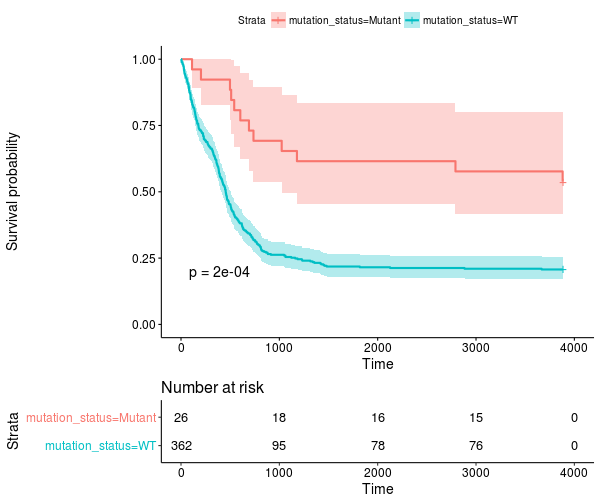 Strata mutation_status=Mutant mutation_status=WT
Survival probability
1.00
0.75
0.50
0.25
0.00
p = 2e-04
0 1000 2000 3000 4000
Time
Number at risk
Strata
mutation_status=Mutant 26 18 16 15 0
mutation_status=WT 362 95 78 76 0
0 1000 2000 3000 4000
Time